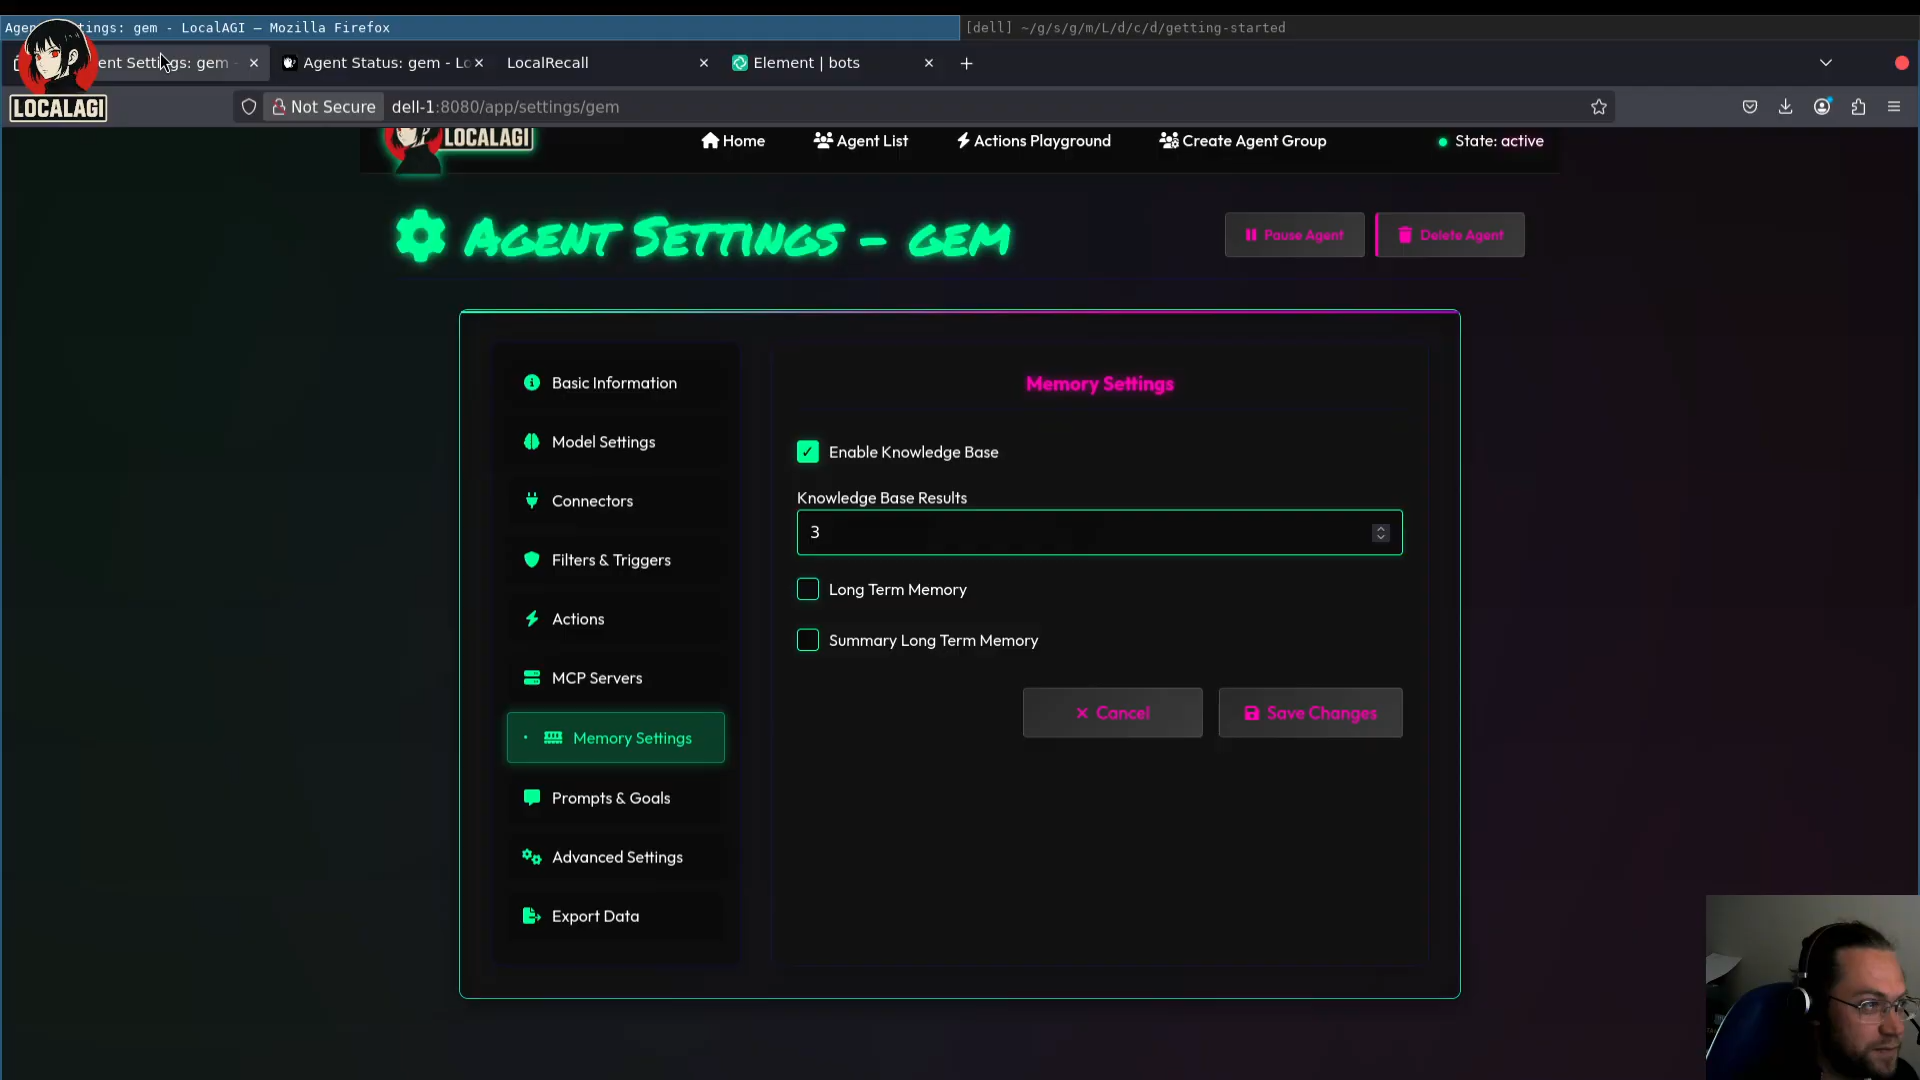 Agent Settings: gem - LocalAGI — Mozilla Firefox
[dell] ~/g/s/g/m/L/d/c/d/getting-started
ent Settings: gem -
Agent Status: gem - Lo
LocalRecall
Element | bots
LOCALAGI
Not Secure
dell-1:8080/app/settings/gem
LOCALAGI
Home
Agent List
Actions Playground
Create Agent Group
State: active
Agent Settings - gem
Pause Agent
Delete Agent
Basic Information
Model Settings
Connectors
Filters & Triggers
Actions
MCP Servers
Memory Settings
Prompts & Goals
Advanced Settings
Export Data
Memory Settings
Enable Knowledge Base
Knowledge Base Results
3
Long Term Memory
Summary Long Term Memory
Cancel
Save Changes